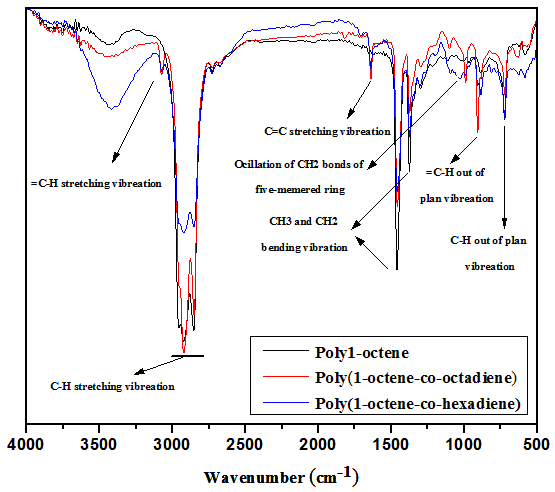 C=C stretching vibreation
Ocillation of CH2 bonds of
five-memered ring
=C-H stretching vibreation
=C-H out of
plan vibreation
CH3 and CH2
bending vibration
C-H out of plan
vibreation
C-H stretching vibreation
Poly1-octene
Poly(1-octene-co-octadiene)
Poly(1-octene-co-hexadiene)
4000 3500 3000 2500 2000 1500 1000 500
Wavenumber (cm-1)